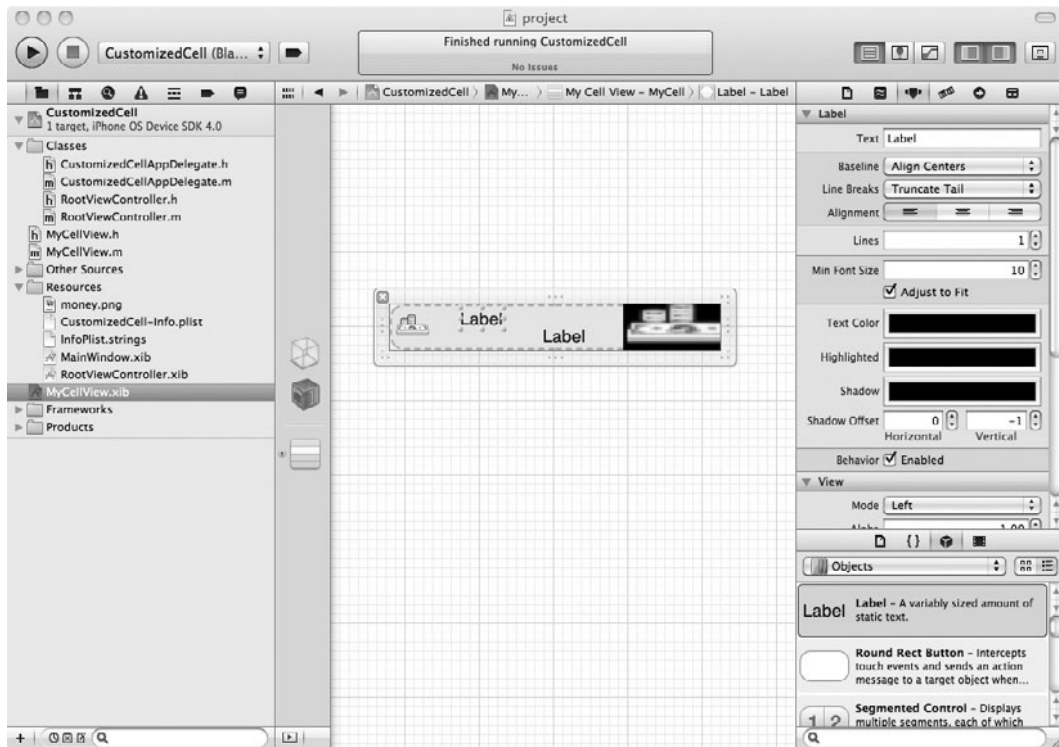 project
CustomizedCell (Bla...
Finished running CustomizedCell
No Issues
CustomizedCell
My...
My Cell View – MyCell
Label – Label
CustomizedCell
1 target, iPhone OS Device SDK 4.0
Classes
CustomizedCellAppDelegate.h
CustomizedCellAppDelegate.m
RootViewController.h
RootViewController.m
MyCellView.h
MyCellView.m
Other Sources
Resources
money.png
CustomizedCell-Info.plist
InfoPlist.strings
MainWindow.xib
RootViewController.xib
MyCellView.xib
Frameworks
Products
Label
Label
Label
Text Label
Baseline Align Centers
Line Breaks Truncate Tail
Alignment
Lines 1
Min Font Size 10
Adjust to Fit
Text Color
Highlighted
Shadow
Shadow Offset 0 -1
Horizontal Vertical
Behavior Enabled
View
Mode Left
Alpha 1.00
Objects
Label
Label – A variably sized amount of
static text.
Round Rect Button – Intercepts
touch events and sends an action
message to a target object when...
1 2
Segmented Control – Displays
multiple segments, each of which